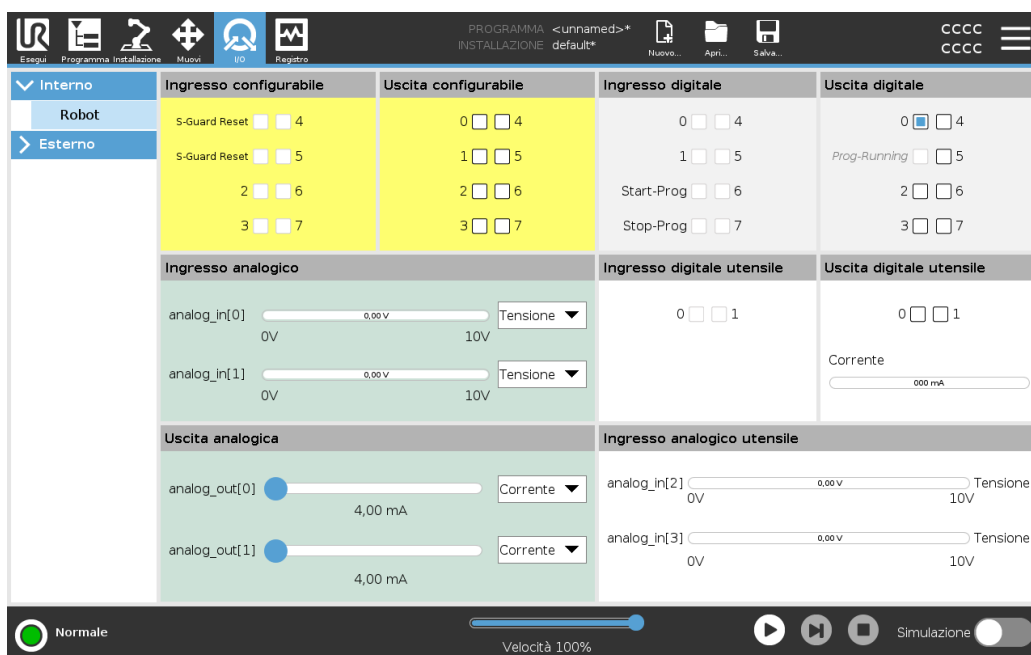 PROGRAMMA <unnamed>*
INSTALLAZIONE default*
CCCC
CCCC
Esegui Programma Installazione Muovi I/O Registro Nuovo... Apri... Salva...
Interno
Robot
Esterno
Ingresso configurabile Uscita configurabile Ingresso digitale Uscita digitale
S-Guard Reset 4 0 4 0 4 0 4
S-Guard Reset 5 1 5 1 5 Prog-Running 5
2 6 2 6 Start-Prog 6 2 6
3 7 3 7 Stop-Prog 7 3 7
Ingresso analogico Ingresso digitale utensile Uscita digitale utensile
analog_in[0] 0,00 V Tensione 0 1 0 1
0V 10V
Corrente
analog_in[1] 0,00 V Tensione 000 mA
0V 10V
Uscita analogica Ingresso analogico utensile
analog_out[0] Corrente analog_in[2] 0,00 V Tensione
4,00 mA 0V 10V
analog_out[1] Corrente analog_in[3] 0,00 V Tensione
4,00 mA 0V 10V
Normale Velocità 100% Simulazione